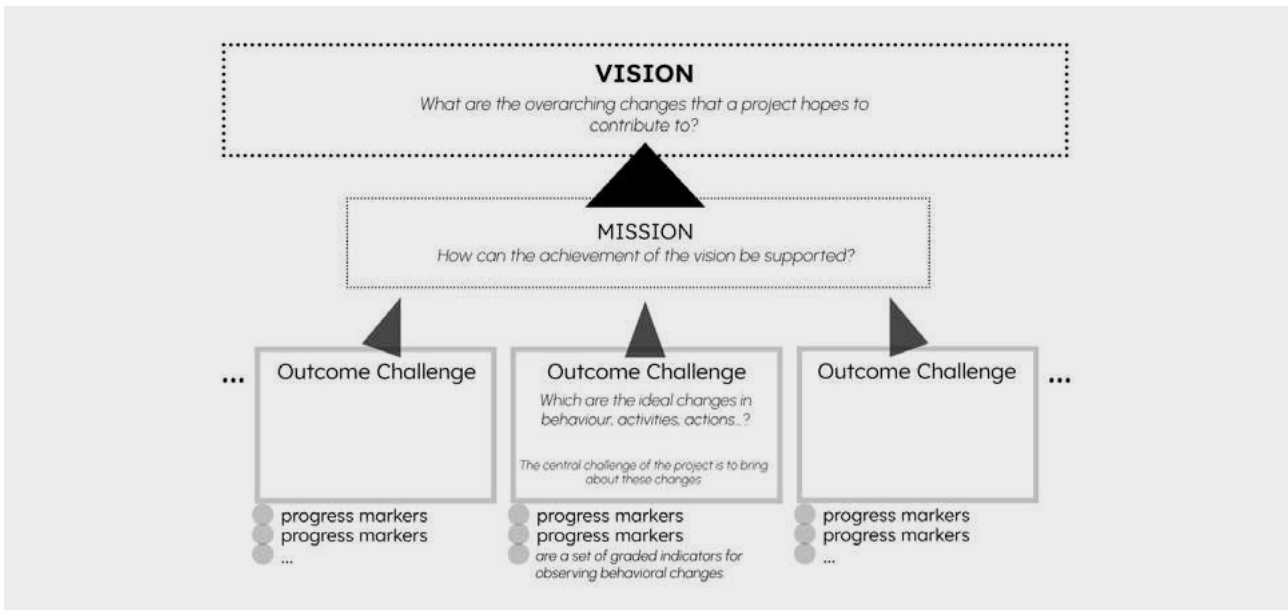 VISION
What are the overarching changes that a project hopes to
contribute to?
MISSION
How can the achievement of the vision be supported?
... Outcome Challenge
progress markers
progress markers
...
Outcome Challenge
Which are the ideal changes in
behaviour, activities, actions...?
The central challenge of the project is to bring
about these changes
progress markers
progress markers
are a set of graded indicators for
observing behavioral changes
Outcome Challenge ...
progress markers
progress markers
...